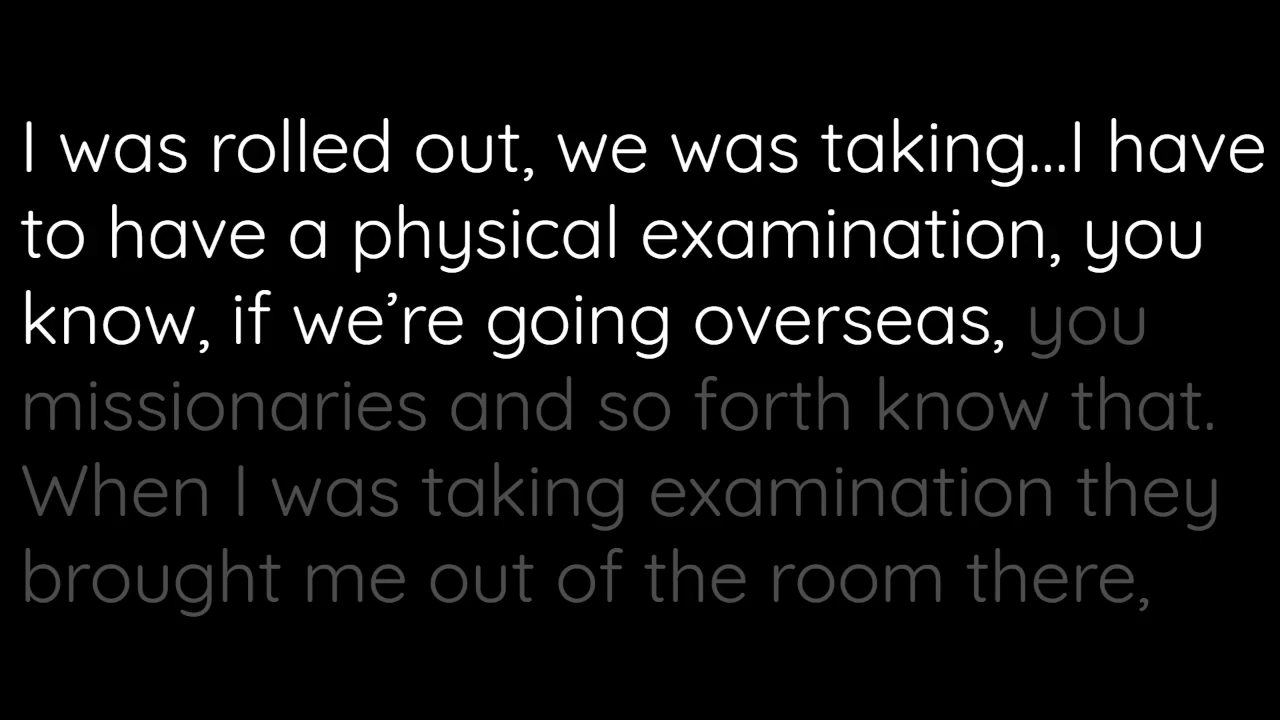 I was rolled out, we was taking...I have
to have a physical examination, you
know, if we’re going overseas, you
missionaries and so forth know that.
When I was taking examination they
brought me out of the room there,